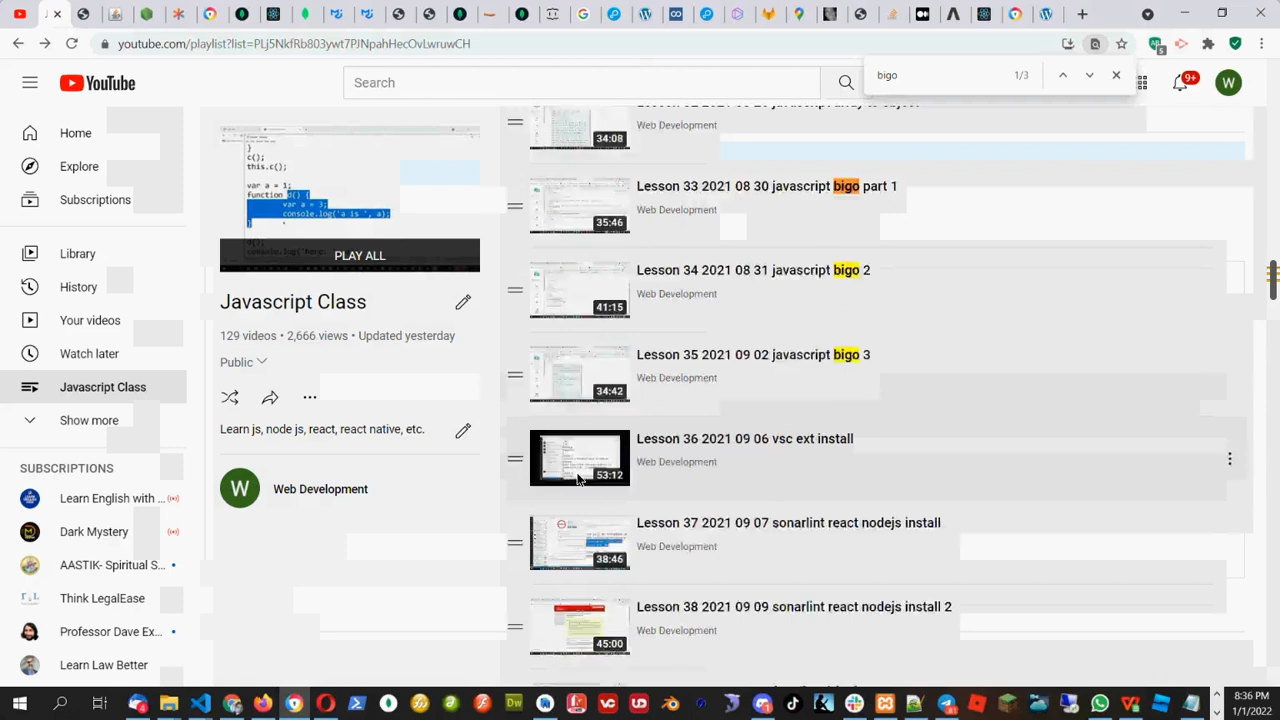 youtube.com/playlist?list=PLj5NkfRb803ywt7PJNpahHecOvLwruwCH
bigo
1/3
YouTube
Search
9+
W
Home
Explore
Subscriptions
Library
History
Your videos
Watch later
Javascript Class
Show more
SUBSCRIPTIONS
Learn English with ...
Dark Mystery
JASTLK- Spiritual S...
Think LegalEase
Professor Dave Ex...
Learn Law Better
}
c();
this.c();
var a = 1;
var a = 3;
console.log('a is ', a);
}
PLAY ALL
Javascript Class
129 videos • 2,666 views • Updated yesterday
Public
Learn js, node js, react, react native, etc.
W
Web Development
34:08
Web Development
35:46
Lesson 33 2021 javascript bigo part 1
Web Development
41:15
Lesson 34 2021 09 31 javascript bigo 2
Web Development
34:42
Lesson 35 2021 09 02 javascript bigo 3
Web Development
53:12
Lesson 36 2021 09 06 vsc ext install
Web Development
38:46
Lesson 37 2021 09 07 sonarlint react nodejs install
Web Development
45:00
Lesson 38 2021 09 09 sonarlint react nodejs install 2
Web Development
8:36 PM
1/1/2022